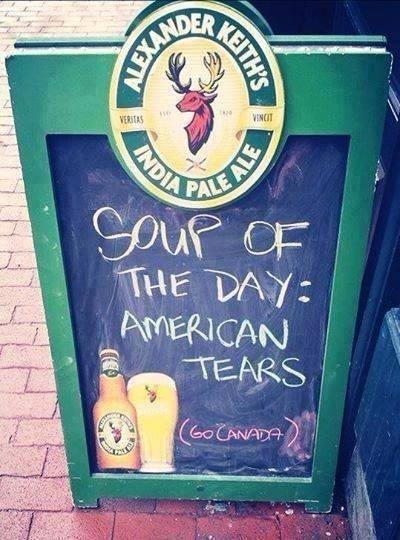 ALEXANDER KEITH'S
VERITAS VINCIT
INDIA PALE ALE
SOUP OF
THE DAY:
AMERICAN
TEARS
(GO CANADA)